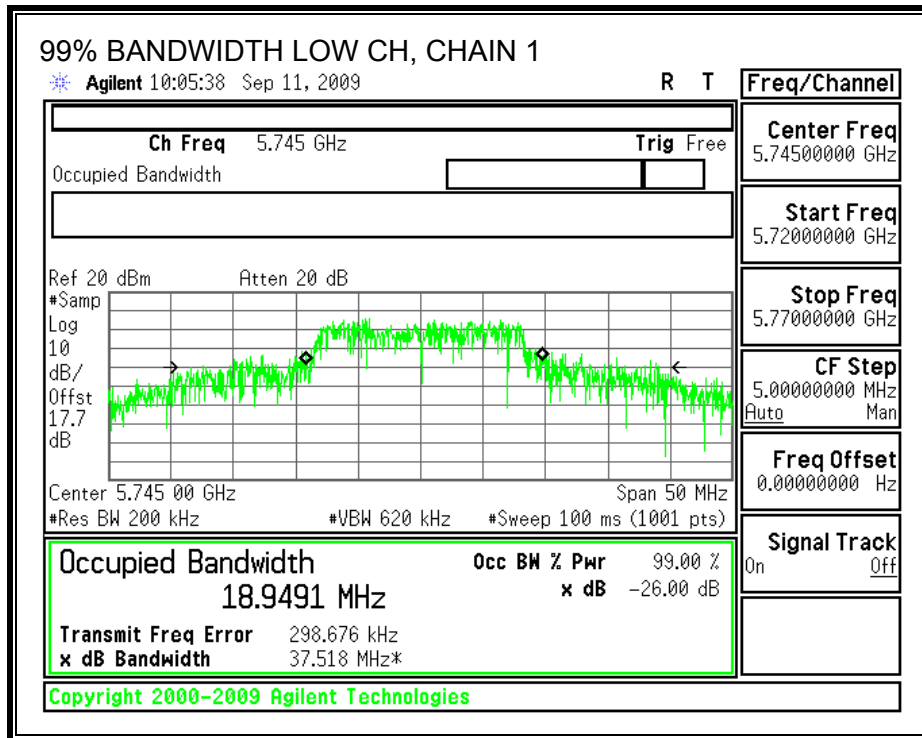 99% BANDWIDTH LOW CH, CHAIN 1
Agilent 10:05:38 Sep 11, 2009 R T
Freq/Channel
Ch Freq 5.745 GHz Trig Free
Occupied Bandwidth
Center Freq
5.74500000 GHz
Start Freq
5.72000000 GHz
Stop Freq
5.77000000 GHz
CF Step
5.00000000 MHz
Auto Man
Freq Offset
0.00000000 Hz
Signal Track
On Off
Ref 20 dBm Atten 20 dB
#Samp
Log
10
dB/
Offst
17.7
dB
Center 5.745 00 GHz Span 50 MHz
#Res BW 200 kHz #VBW 620 kHz #Sweep 100 ms (1001 pts)
Occupied Bandwidth Occ BW % Pwr 99.00 %
18.9491 MHz x dB -26.00 dB
Transmit Freq Error 298.676 kHz
x dB Bandwidth 37.518 MHz*
Copyright 2000-2009 Agilent Technologies